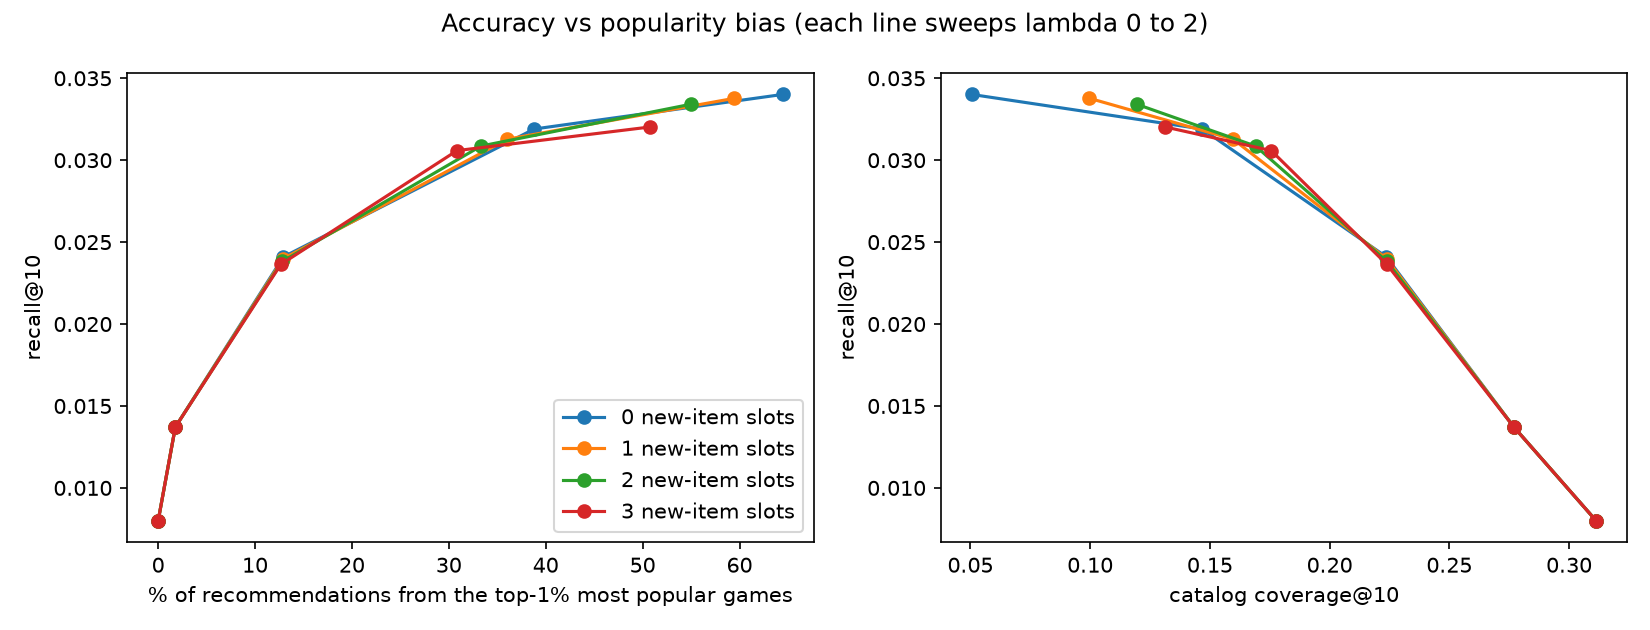 Accuracy vs popularity bias (each line sweeps lambda 0 to 2)
0.035
0.030
0.025
0.020
0.015
0.010
recall@10
0 new-item slots
1 new-item slots
2 new-item slots
3 new-item slots
0 10 20 30 40 50 60
% of recommendations from the top-1% most popular games
0.035
0.030
0.025
0.020
0.015
0.010
recall@10
0.05 0.10 0.15 0.20 0.25 0.30
catalog coverage@10